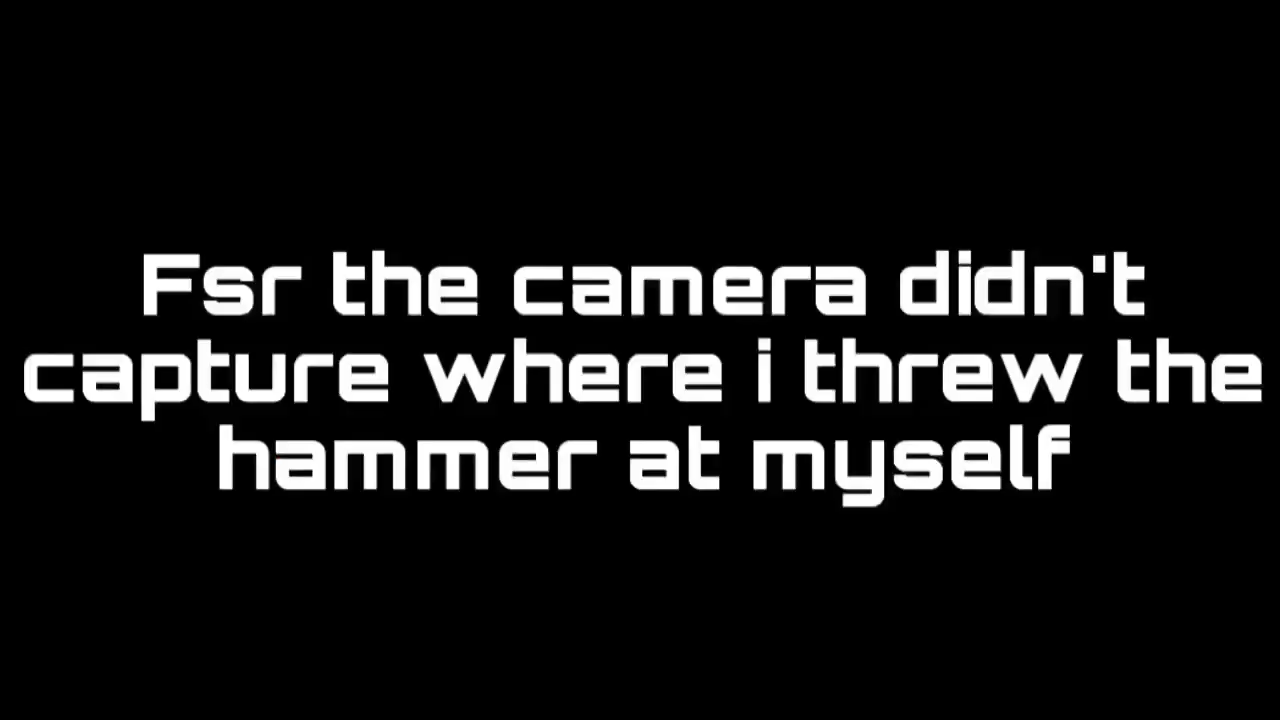 Fsr the camera didn't
capture where i threw the
hammer at myself